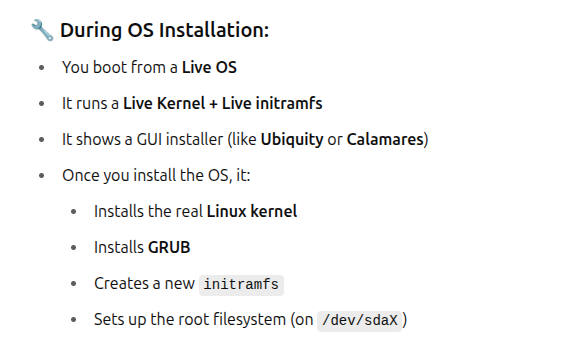 🔧 During OS Installation:
• You boot from a Live OS
• It runs a Live Kernel + Live initramfs
• It shows a GUI installer (like Ubiquity or Calamares)
• Once you install the OS, it:
• Installs the real Linux kernel
• Installs GRUB
• Creates a new initramfs
• Sets up the root filesystem (on /dev/sdaX)